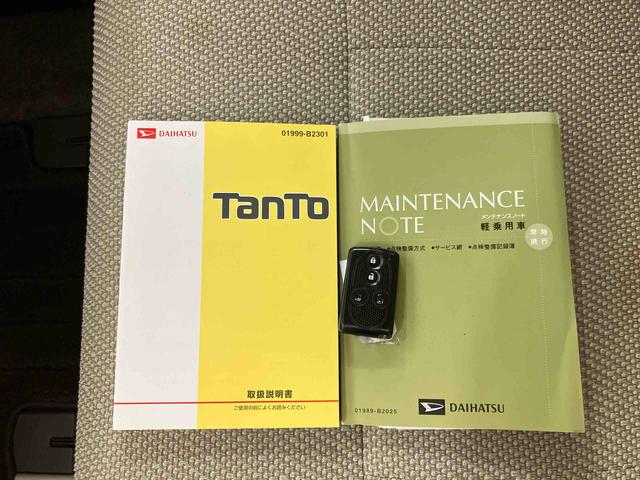 DAIHATSU
01999-B2301
TanTo
取扱説明書
ご使用の前によくお読みください
MAINTENANCE
NOTE
メンテナンスノート
軽乗用車
常時
携行
●点検整備方式 ●サービス網 ●点検整備記録簿
01989-B2025
DAIHATSU